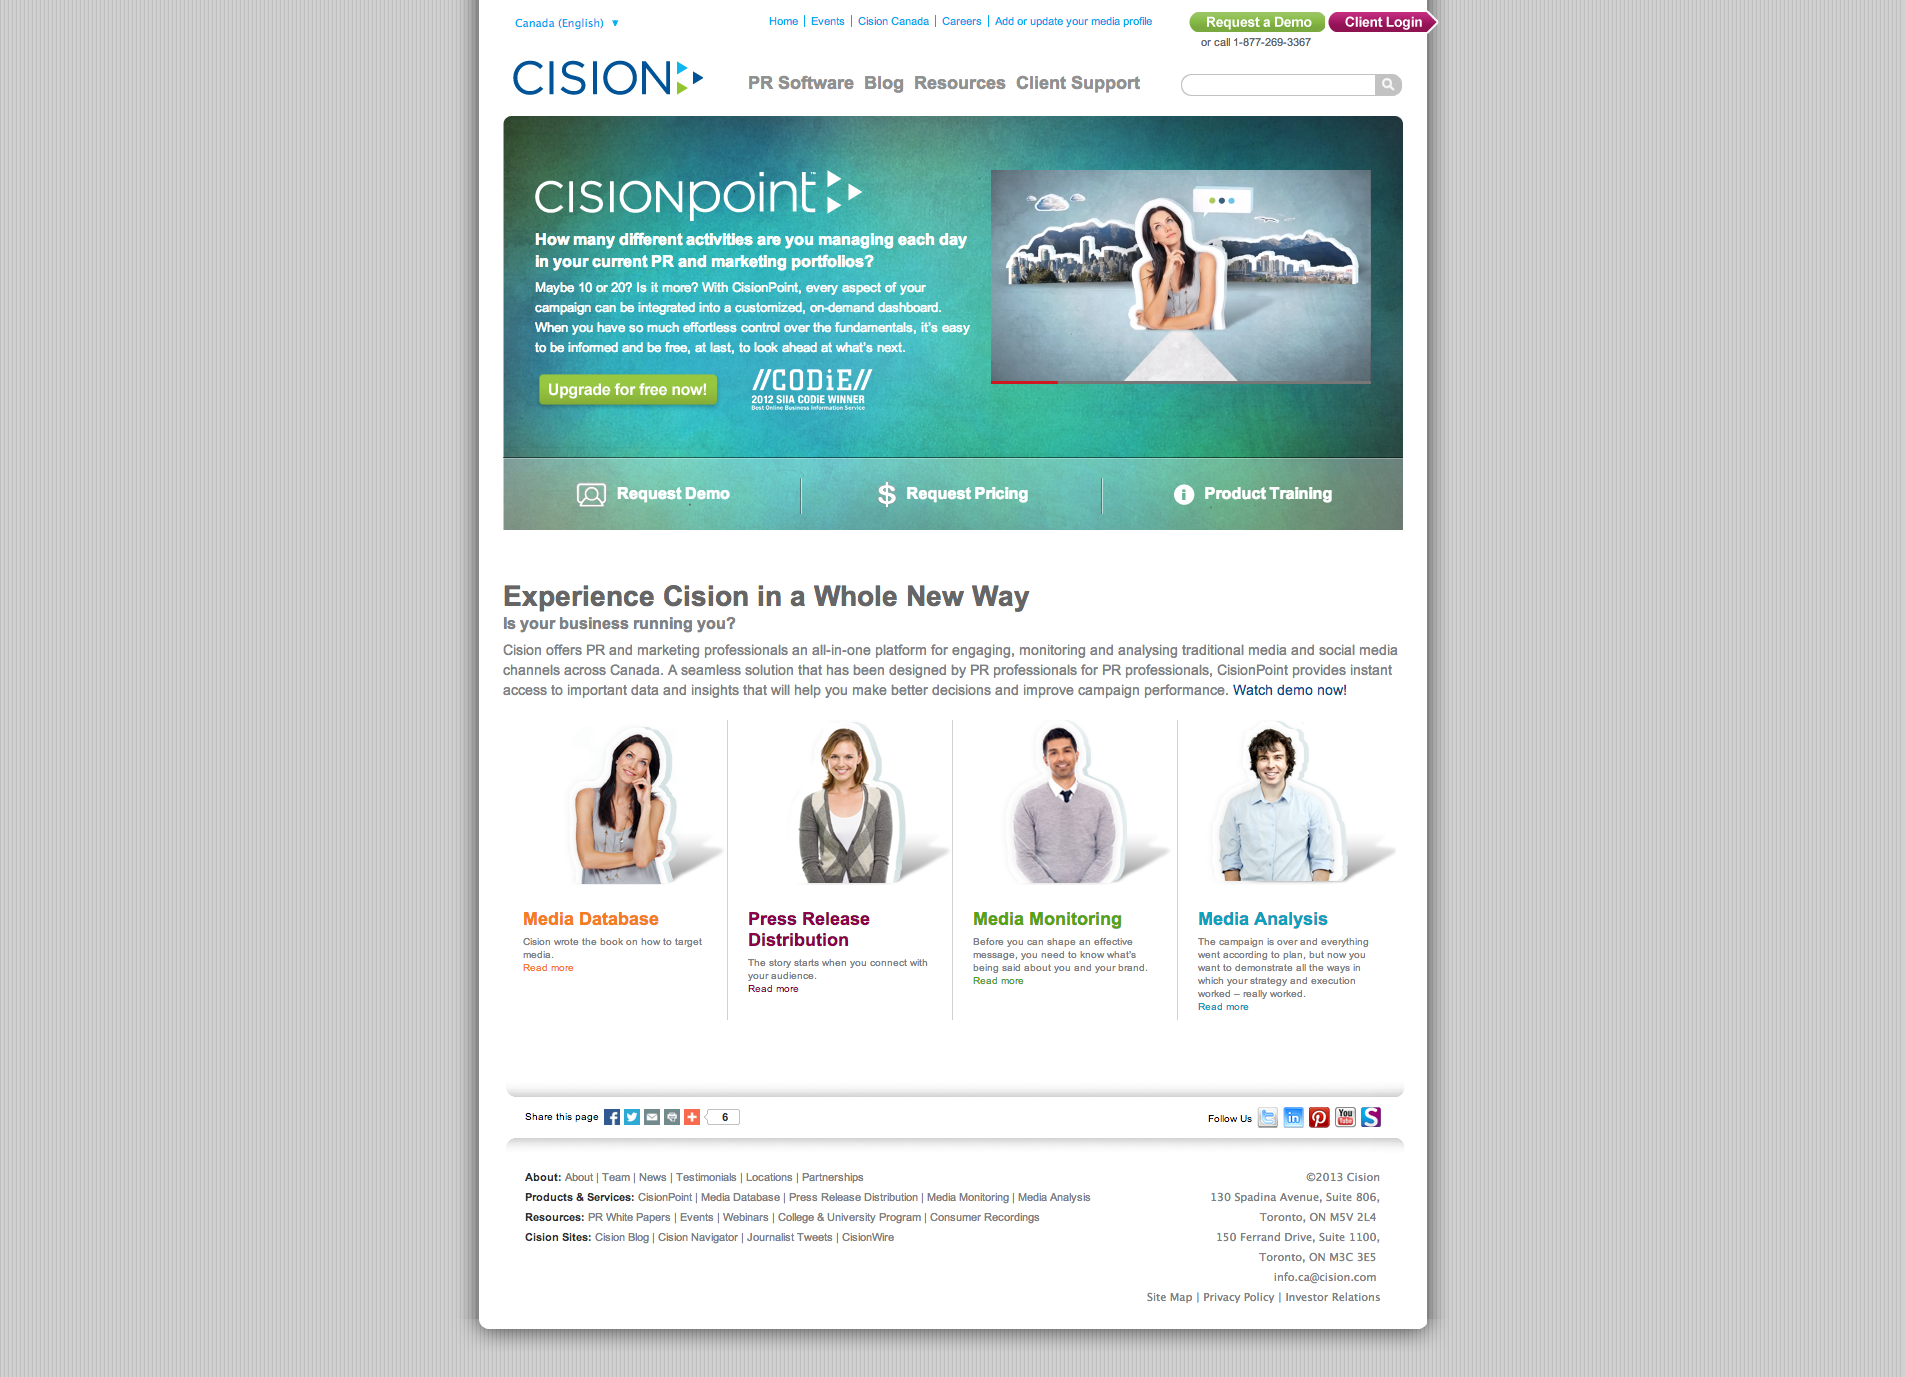 Canada (English) ▼
Home | Events | Cision Canada | Careers | Add or update your media profile
Request a Demo
Client Login
or call 1-877-269-3367
CISION
PR Software Blog Resources Client Support
CISIONpoint™
How many different activities are you managing each day
in your current PR and marketing portfolios?
Maybe 10 or 20? Is it more? With CisionPoint, every aspect of your
campaign can be integrated into a customized, on-demand dashboard.
When you have so much effortless control over the fundamentals, it's easy
to be informed and be free, at last, to look ahead at what's next.
Upgrade for free now!
//CODiE//
2012 SIIA CODiE WINNER
Best Online Business Information Service
Request Demo
$ Request Pricing
i Product Training
Experience Cision in a Whole New Way
Is your business running you?
Cision offers PR and marketing professionals an all-in-one platform for engaging, monitoring and analysing traditional media and social media
channels across Canada. A seamless solution that has been designed by PR professionals for PR professionals, CisionPoint provides instant
access to important data and insights that will help you make better decisions and improve campaign performance. Watch demo now!
Media Database
Cision wrote the book on how to target
media.
Read more
Press Release
Distribution
The story starts when you connect with
your audience.
Read more
Media Monitoring
Before you can shape an effective
message, you need to know what's
being said about you and your brand.
Read more
Media Analysis
The campaign is over and everything
went according to plan, but now you
want to demonstrate all the ways in
which your strategy and execution
worked – really worked.
Read more
Share this page
6
Follow Us
in
You
Tube
S
About: About | Team | News | Testimonials | Locations | Partnerships
Products & Services: CisionPoint | Media Database | Press Release Distribution | Media Monitoring | Media Analysis
Resources: PR White Papers | Events | Webinars | College & University Program | Consumer Recordings
Cision Sites: Cision Blog | Cision Navigator | Journalist Tweets | CisionWire
©2013 Cision
130 Spadina Avenue, Suite 806,
Toronto, ON M5V 2L4
150 Ferrand Drive, Suite 1100,
Toronto, ON M3C 3E5
info.ca@cision.com
Site Map | Privacy Policy | Investor Relations